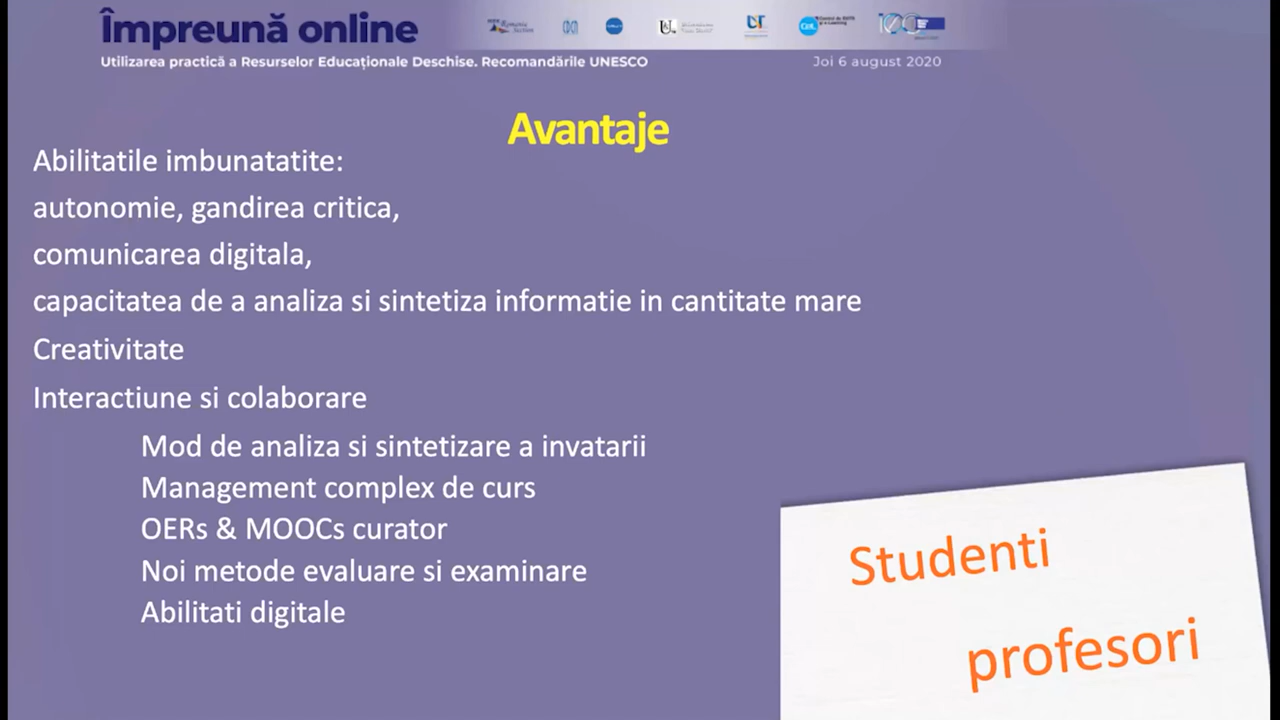 Împreună online
Utilizarea practică a Resurselor Educaționale Deschise. Recomandările UNESCO
Joi 6 august 2020
Avantaje
Abilitatile imbunatatite:
autonomie, gandirea critica,
comunicarea digitala,
capacitatea de a analiza si sintetiza informatie in cantitate mare
Creativitate
Interactiune si colaborare
Mod de analiza si sintetizare a invatarii
Management complex de curs
OERs & MOOCs curator
Noi metode evaluare si examinare
Abilitati digitale
Studenti
profesori